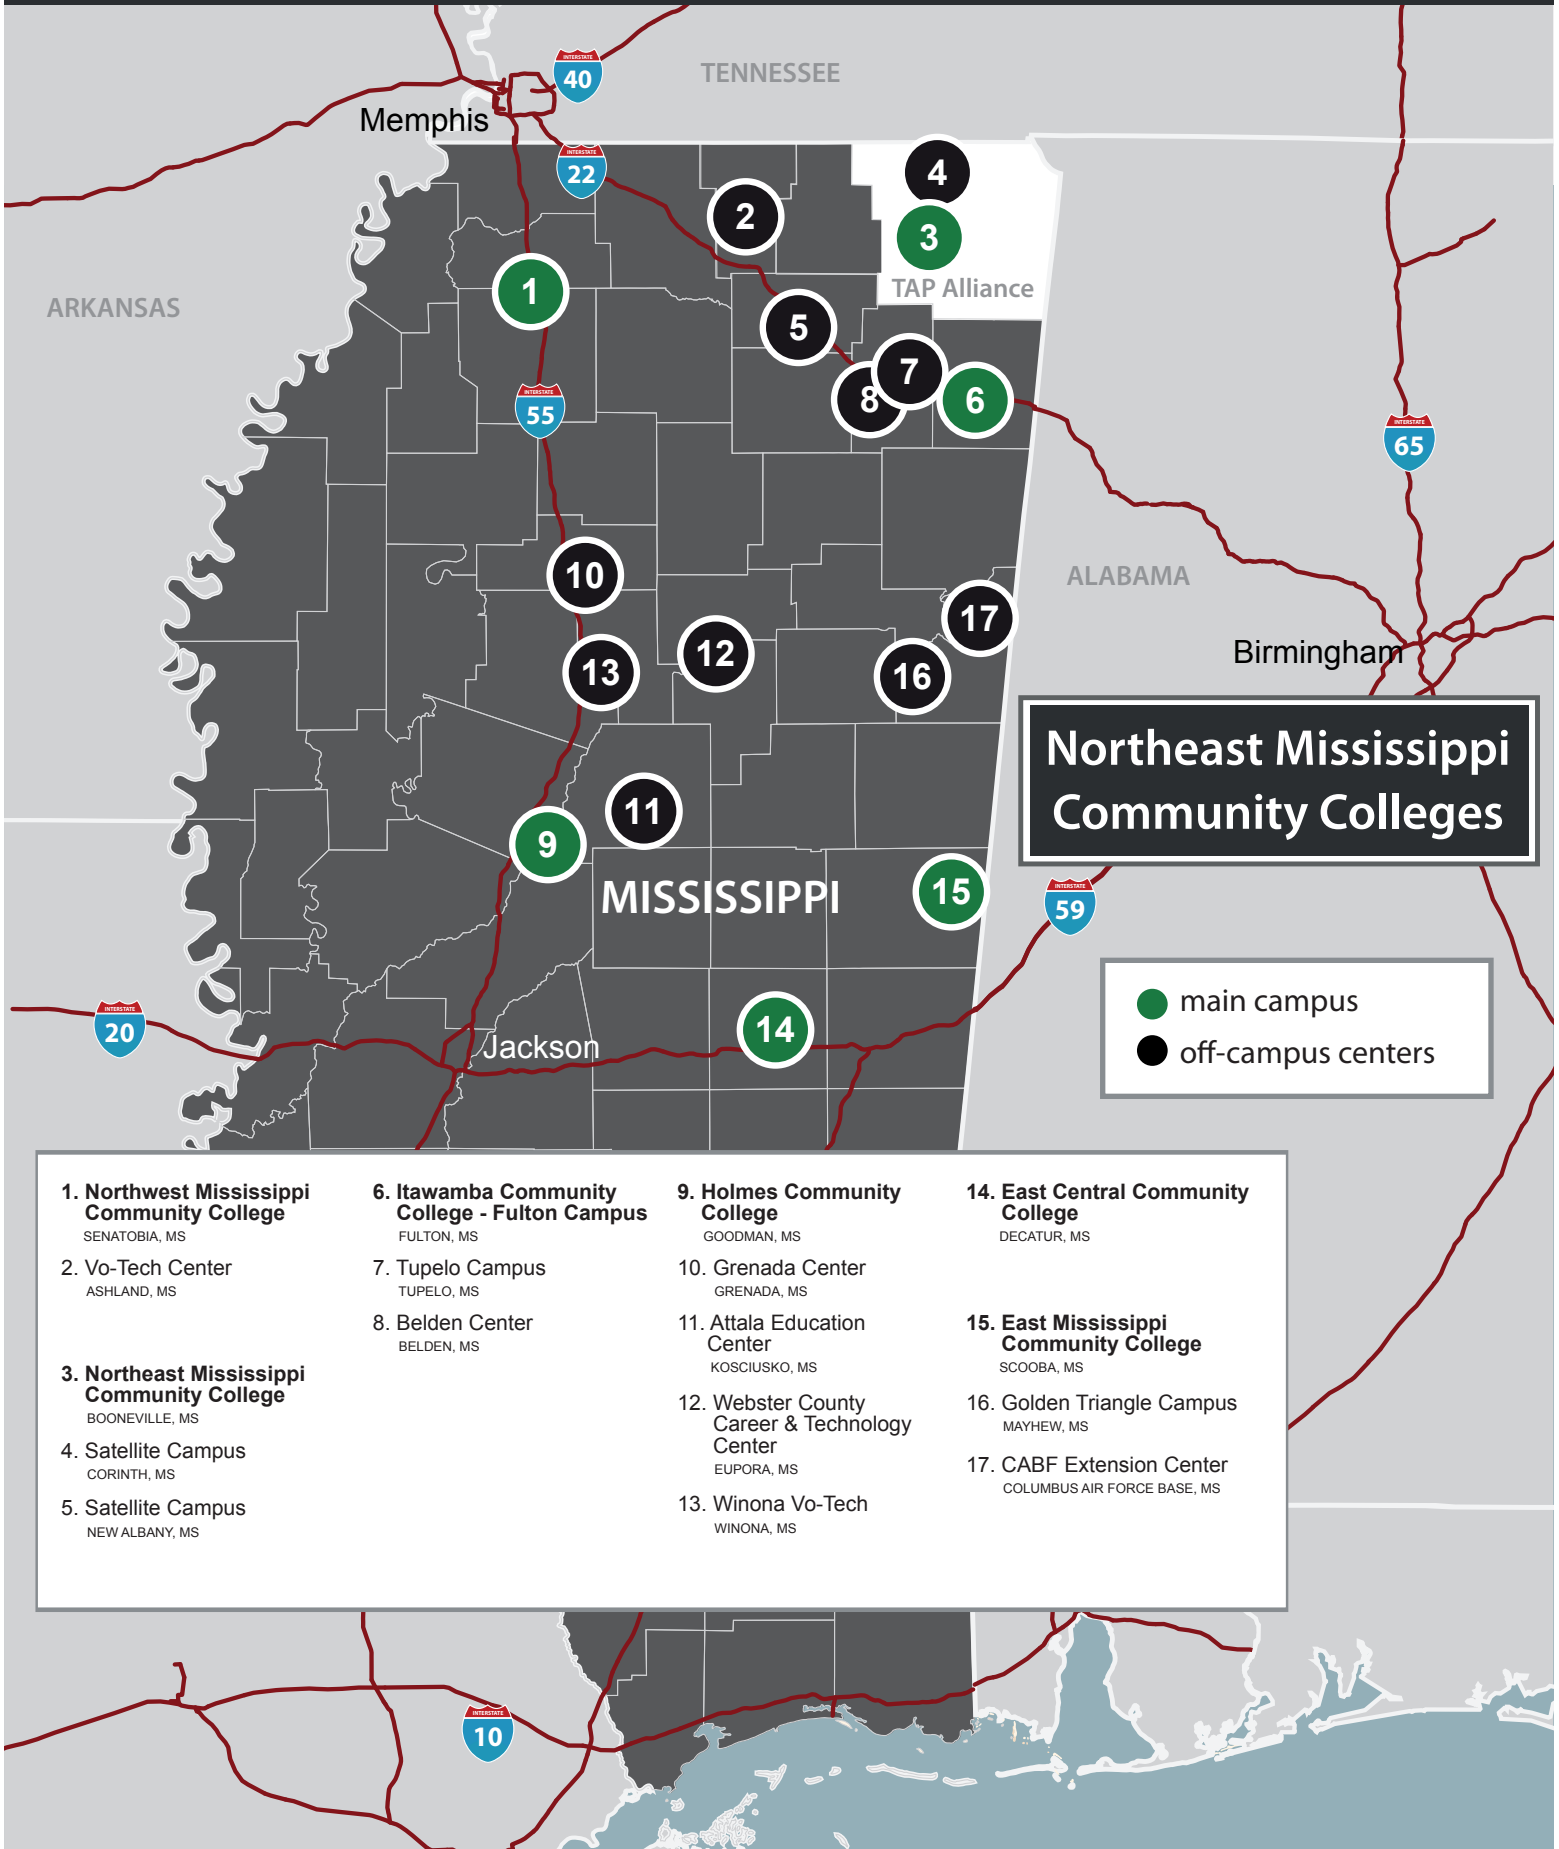 INTERSTATE
40
TENNESSEE
Memphis
INTERSTATE
22
4
2
3
1
TAP Alliance
ARKANSAS
5
7
8
6
INTERSTATE
55
INTERSTATE
65
10
ALABAMA
17
12
13
16
Birmingham
Northeast Mississippi
Community Colleges
11
9
MISSISSIPPI
15
INTERSTATE
59
main campus
off-campus centers
INTERSTATE
20
14
Jackson
1. Northwest Mississippi
Community College
SENATOBIA, MS
2. Vo-Tech Center
ASHLAND, MS
3. Northeast Mississippi
Community College
BOONEVILLE, MS
4. Satellite Campus
CORINTH, MS
5. Satellite Campus
NEW ALBANY, MS
6. Itawamba Community
College - Fulton Campus
FULTON, MS
7. Tupelo Campus
TUPELO, MS
8. Belden Center
BELDEN, MS
9. Holmes Community
College
GOODMAN, MS
10. Grenada Center
GRENADA, MS
11. Attala Education
Center
KOSCIUSKO, MS
12. Webster County
Career & Technology
Center
EUPORA, MS
13. Winona Vo-Tech
WINONA, MS
14. East Central Community
College
DECATUR, MS
15. East Mississippi
Community College
SCOOBA, MS
16. Golden Triangle Campus
MAYHEW, MS
17. CABF Extension Center
COLUMBUS AIR FORCE BASE, MS
INTERSTATE
10